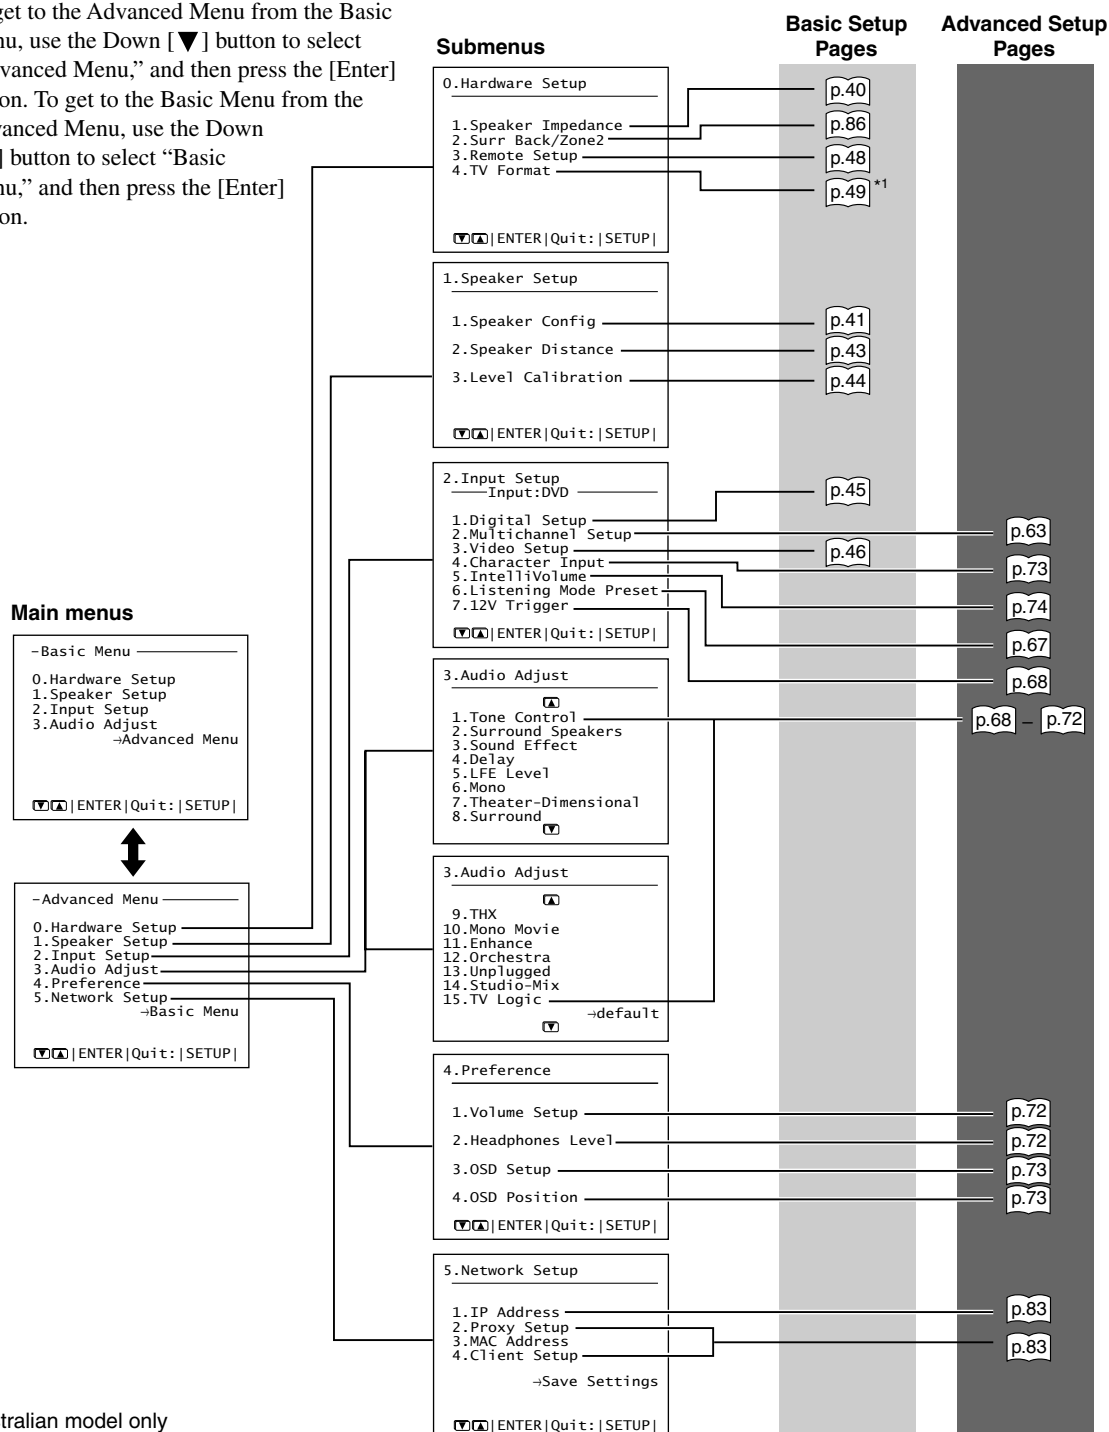 get to the Advanced Menu from the Basic
nu, use the Down [▼] button to select
vanced Menu,” and then press the [Enter]
on. To get to the Basic Menu from the
vanced Menu, use the Down
] button to select “Basic
nu,” and then press the [Enter]
on.
Submenus
Basic Setup
Pages
Advanced Setup
Pages
0.Hardware Setup
1.Speaker Impedance
2.Surr Back/Zone2
3.Remote Setup
4.TV Format
▼▲|ENTER|Quit:|SETUP|
p.40
p.86
p.48
p.49 *1
1.Speaker Setup
1.Speaker Config
2.Speaker Distance
3.Level Calibration
▼▲|ENTER|Quit:|SETUP|
p.41
p.43
p.44
2.Input Setup
Input:DVD
1.Digital Setup
2.Multichannel Setup
3.Video Setup
4.Character Input
5.IntelliVolume
6.Listening Mode Preset
7.12V Trigger
▼▲|ENTER|Quit:|SETUP|
p.45
p.46
p.63
p.73
p.74
p.67
p.68
Main menus
-Basic Menu
0.Hardware Setup
1.Speaker Setup
2.Input Setup
3.Audio Adjust
→Advanced Menu
▼▲|ENTER|Quit:|SETUP|
-Advanced Menu
0.Hardware Setup
1.Speaker Setup
2.Input Setup
3.Audio Adjust
4.Preference
5.Network Setup
→Basic Menu
▼▲|ENTER|Quit:|SETUP|
3.Audio Adjust
▲
1.Tone Control
2.Surround Speakers
3.Sound Effect
4.Delay
5.LFE Level
6.Mono
7.Theater-Dimensional
8.Surround
▼
p.68 – p.72
3.Audio Adjust
▲
9.THX
10.Mono Movie
11.Enhance
12.Orchestra
13.Unplugged
14.Studio-Mix
15.TV Logic
→default
▼
4.Preference
1.Volume Setup
2.Headphones Level
3.OSD Setup
4.OSD Position
▼▲|ENTER|Quit:|SETUP|
p.72
p.72
p.73
p.73
5.Network Setup
1.IP Address
2.Proxy Setup
3.MAC Address
4.Client Setup
→Save Settings
▼▲|ENTER|Quit:|SETUP|
p.83
p.83
stralian model only